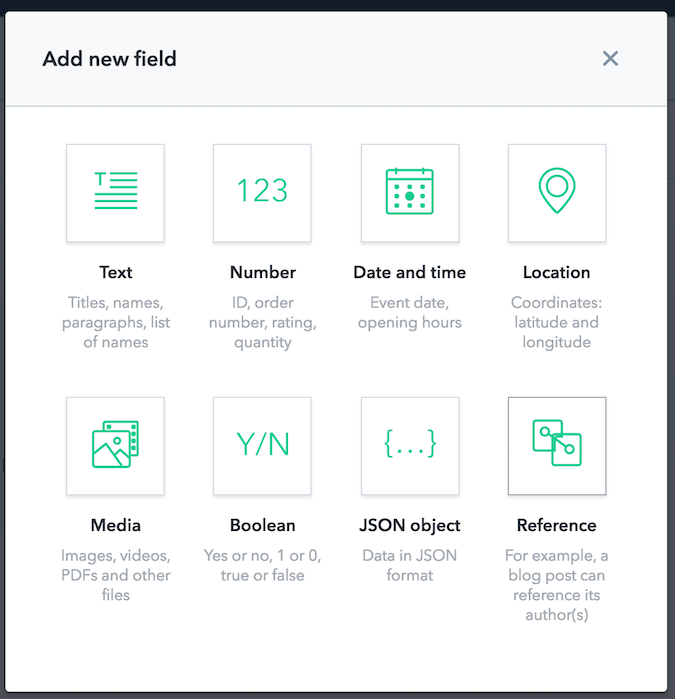 Add new field
123
Text
Number
Date and time
Location
Titles, names,
paragraphs, list
of names
ID, order
number, rating,
quantity
Event date,
opening hours
Coordinates:
latitude and
longitude
Y/N
{...}
Media
Boolean
JSON object
Reference
Images, videos,
PDFs and other
files
Yes or no, 1 or 0,
true or false
Data in JSON
format
For example, a
blog post can
reference its
author(s)